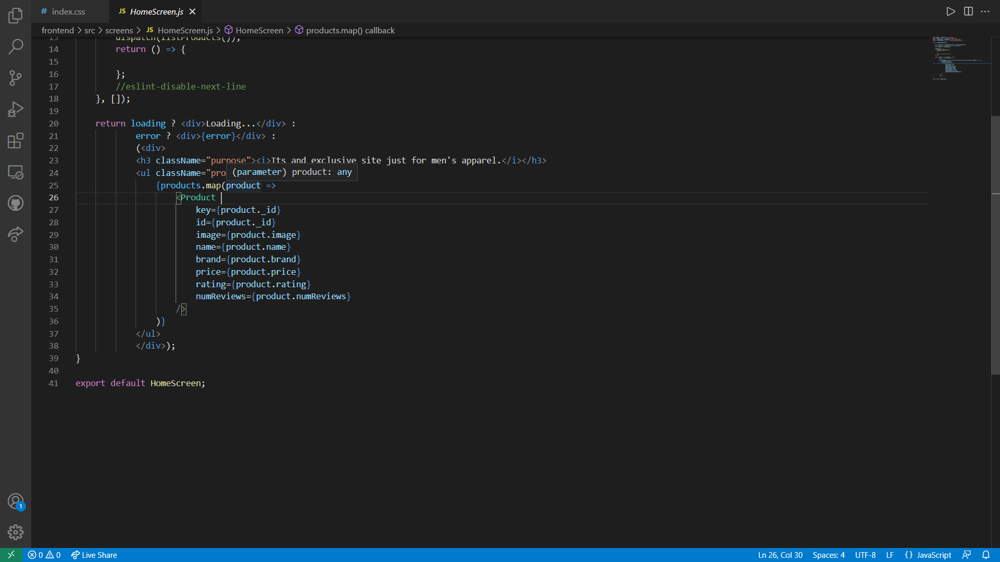 index.css
JS HomeScreen.js
frontend > src > screens > JS HomeScreen.js > HomeScreen > products.map() callback
13 dispatch(listProducts());
14 return () => {
15
16 };
17 //eslint-disable-next-line
18 }, []);
19
20 return loading ? <div>Loading...</div> :
21 error ? <div>{error}</div> :
22 (<div>
23 <h3 className="purpose"><i>Its and exclusive site just for men's apparel.</i></h3>
24 <ul className="pro
(parameter) product: any
25 {products.map(product =>
26 <Product
27 key={product._id}
28 id={product._id}
29 image={product.image}
30 name={product.name}
31 brand={product.brand}
32 price={product.price}
33 rating={product.rating}
34 numReviews={product.numReviews}
35 />
36 )}
37 </ul>
38 </div>);
39 }
40
41 export default HomeScreen;
1
0 0 Live Share Ln 26, Col 30 Spaces: 4 UTF-8 LF {} JavaScript